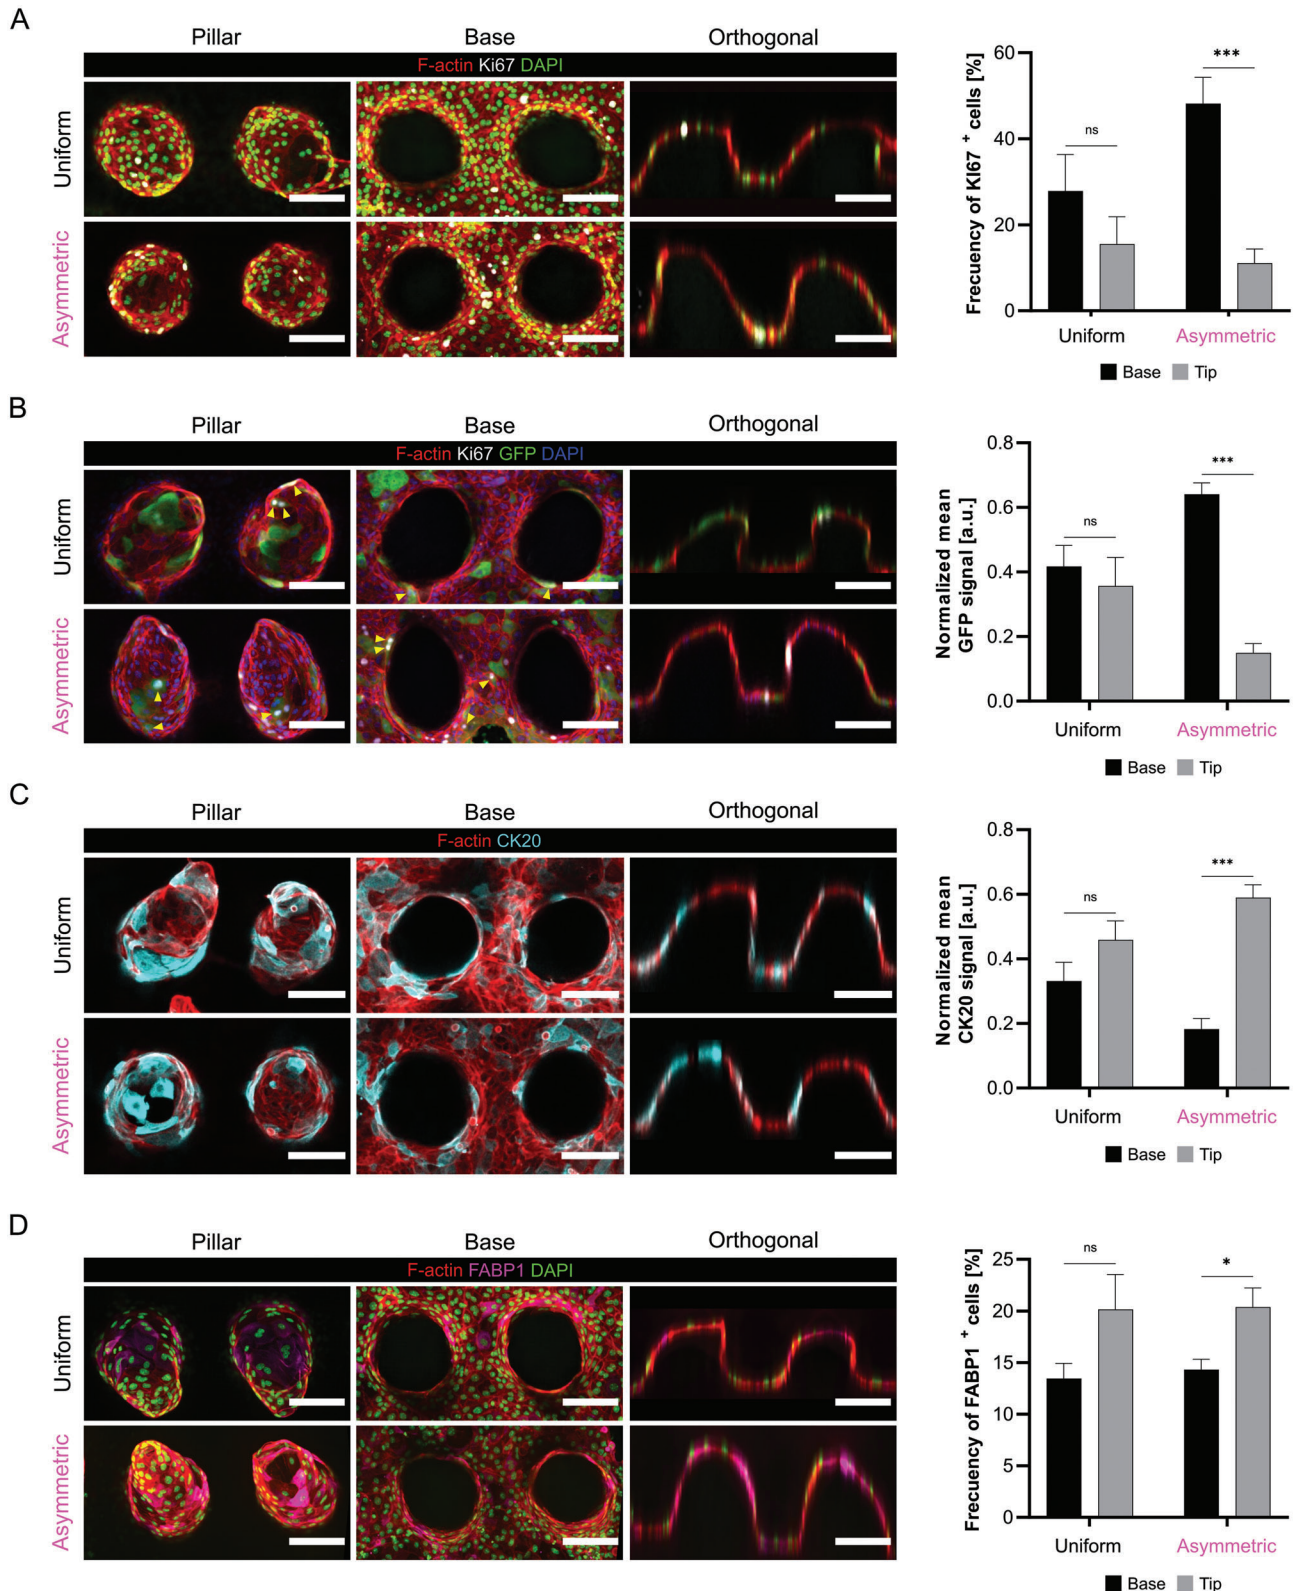 A
Pillar Base Orthogonal
F-actin Ki67 DAPI
Uniform
Asymmetric
Frecuency of KI67 + cells [%]
60
40
20
0
ns
***
Uniform Asymmetric
Base Tip
B
Pillar Base Orthogonal
F-actin Ki67 GFP DAPI
Uniform
Asymmetric
Normalized mean
GFP signal [a.u.]
0.8
0.6
0.4
0.2
0.0
ns
***
Uniform Asymmetric
Base Tip
C
Pillar Base Orthogonal
F-actin CK20
Uniform
Asymmetric
Normalized mean
CK20 signal [a.u.]
0.8
0.6
0.4
0.2
0.0
ns
***
Uniform Asymmetric
Base Tip
D
Pillar Base Orthogonal
F-actin FABP1 DAPI
Uniform
Asymmetric
Frecuency of FABP1 + cells [%]
25
20
15
10
5
0
ns
*
Uniform Asymmetric
Base Tip